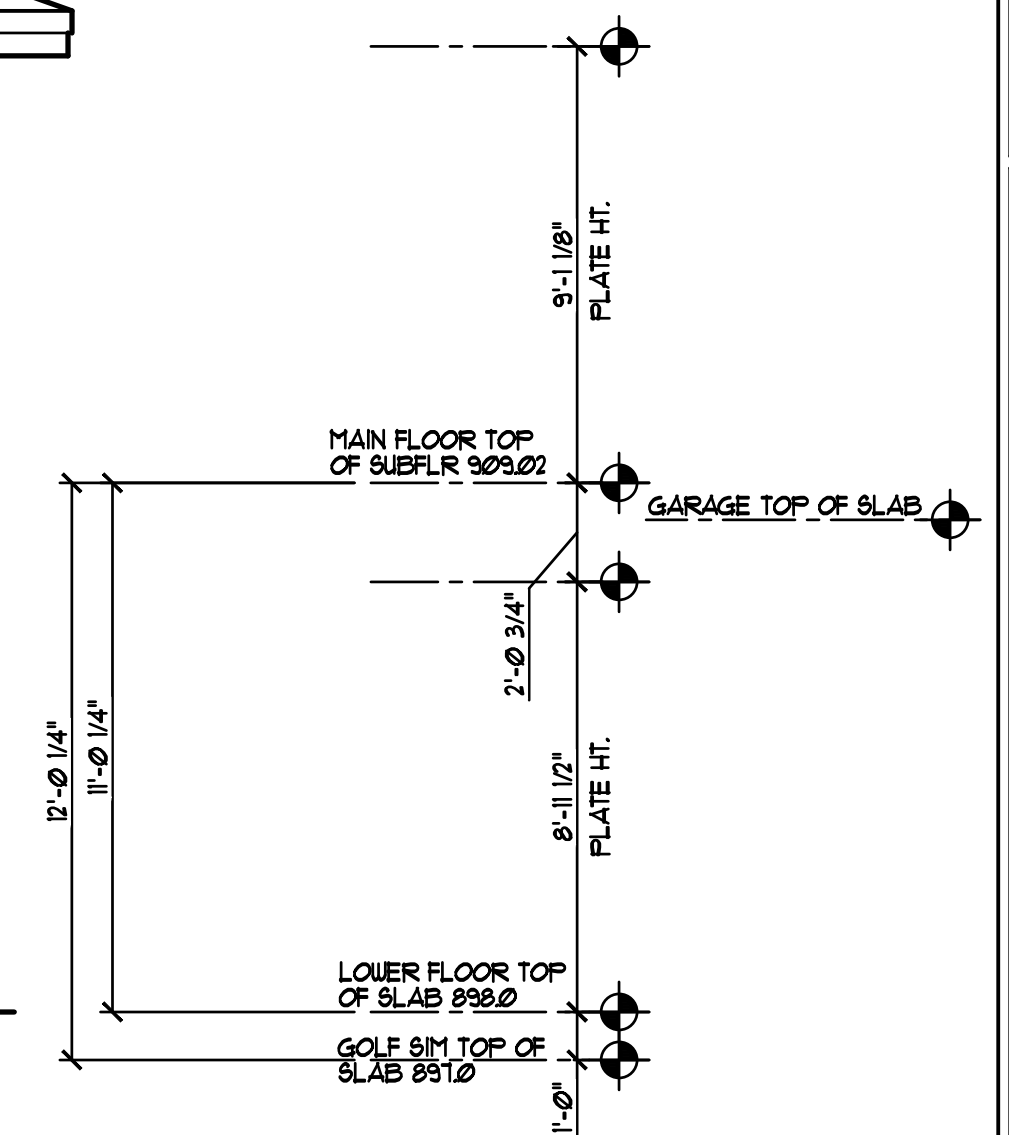 9'-1 1/8"
PLATE HT.
MAIN FLOOR TOP
OF SUBFLR 909.02
GARAGE TOP OF SLAB
2'-0 3/4"
12'-0 1/4"
11'-0 1/4"
8'-11 1/2"
PLATE HT.
LOWER FLOOR TOP
OF SLAB 898.0
GOLF SIM TOP OF
SLAB 897.0
1'-0"